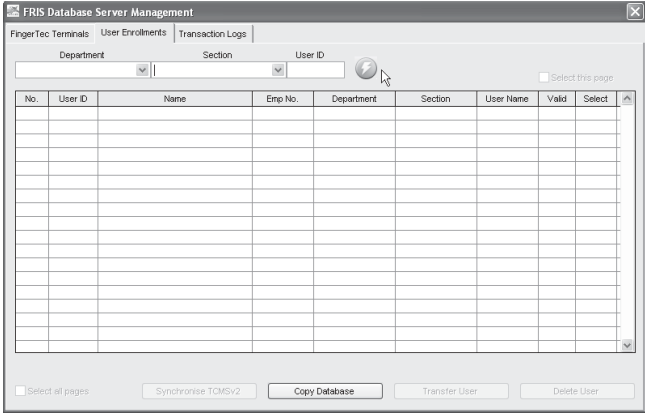 FRIS Database Server Management
FingerTec Terminals User Enrollments Transaction Logs
Department Section User ID
Select this page
No. User ID Name Emp No. Department Section User Name Valid Select
Select all pages Synchronise TCMSv2 Copy Database Transfer User Delete User